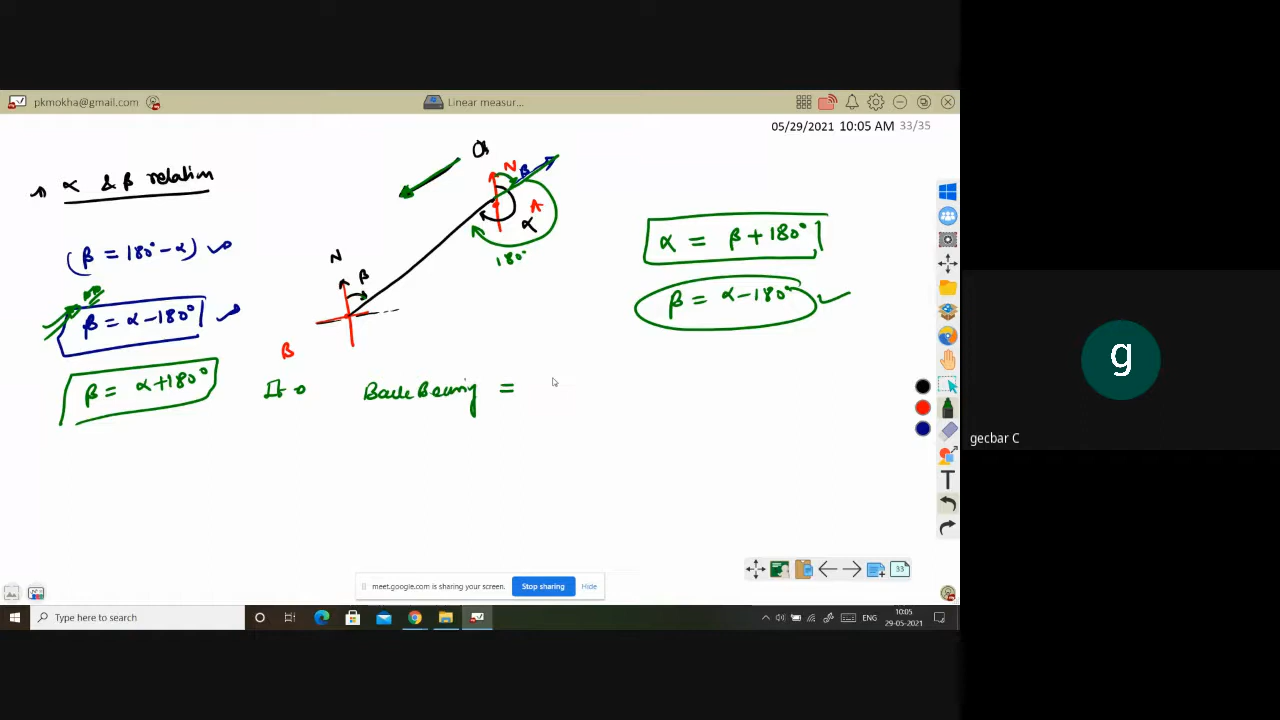 pkmokha@gmail.com
Linear measur...
05/29/2021 10:05 AM 33/35
α & β relation
N
β
A
α
180°
N
β
B
(β = 180° - α)
β = α - 180°
β = α + 180°
α = β + 180°
β = α - 180°
Back Bearing =
g
gecbar C
T
33
meet.google.com is sharing your screen.
Stop sharing
Hide
Type here to search
ENG
10:05
29-05-2021